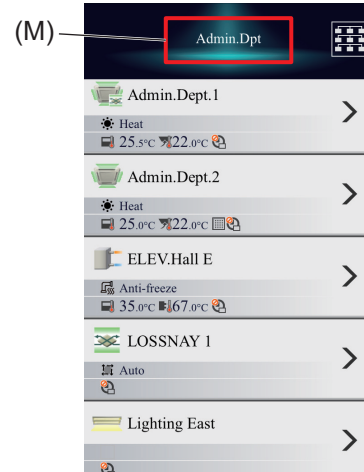 (M)
Admin.Dpt
Admin.Dept.1
Heat
25.5°C 22.0°C
Admin.Dept.2
Heat
25.0°C 22.0°C
ELEV.Hall E
Anti-freeze
35.0°C 67.0°C
LOSSNAY 1
Auto
Lighting East